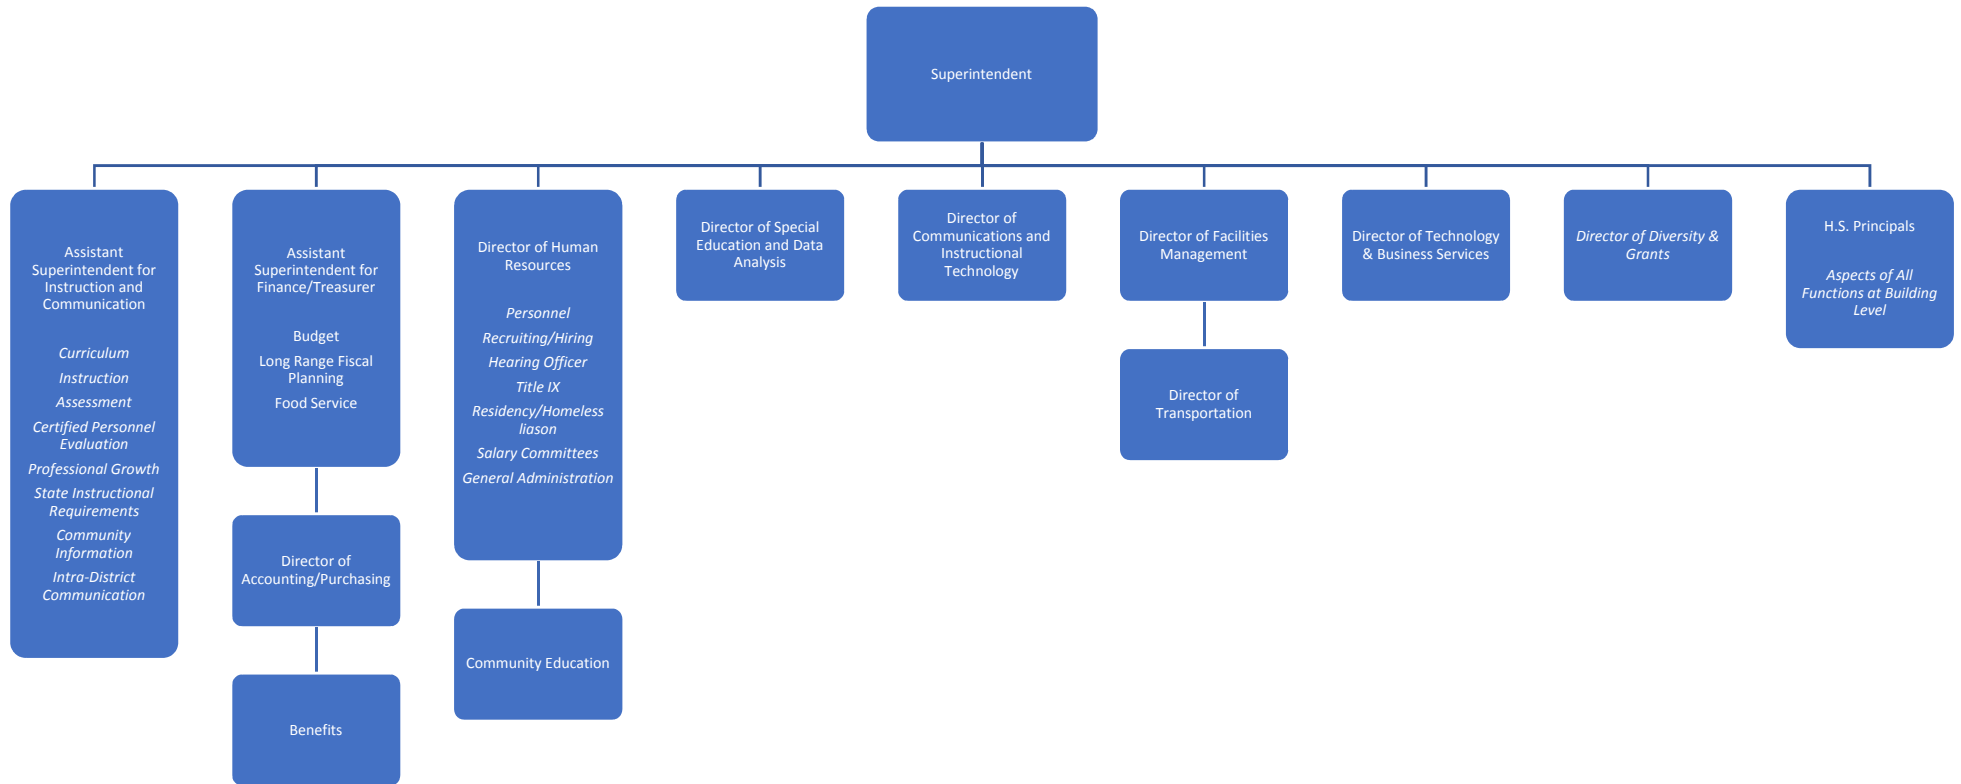 Superintendent
Assistant
Superintendent for
Instruction and
Communication
Curriculum
Instruction
Assessment
Certified Personnel
Evaluation
Professional Growth
State Instructional
Requirements
Community
Information
Intra-District
Communication
Assistant
Superintendent for
Finance/Treasurer
Budget
Long Range Fiscal
Planning
Food Service
Director of
Accounting/Purchasing
Benefits
Director of Human
Resources
Personnel
Recruiting/Hiring
Hearing Officer
Title IX
Residency/Homeless
liason
Salary Committees
General Administration
Community Education
Director of Special
Education and Data
Analysis
Director of
Communications and
Instructional
Technology
Director of Facilities
Management
Director of
Transportation
Director of Technology
& Business Services
Director of Diversity &
Grants
H.S. Principals
Aspects of All
Functions at Building
Level